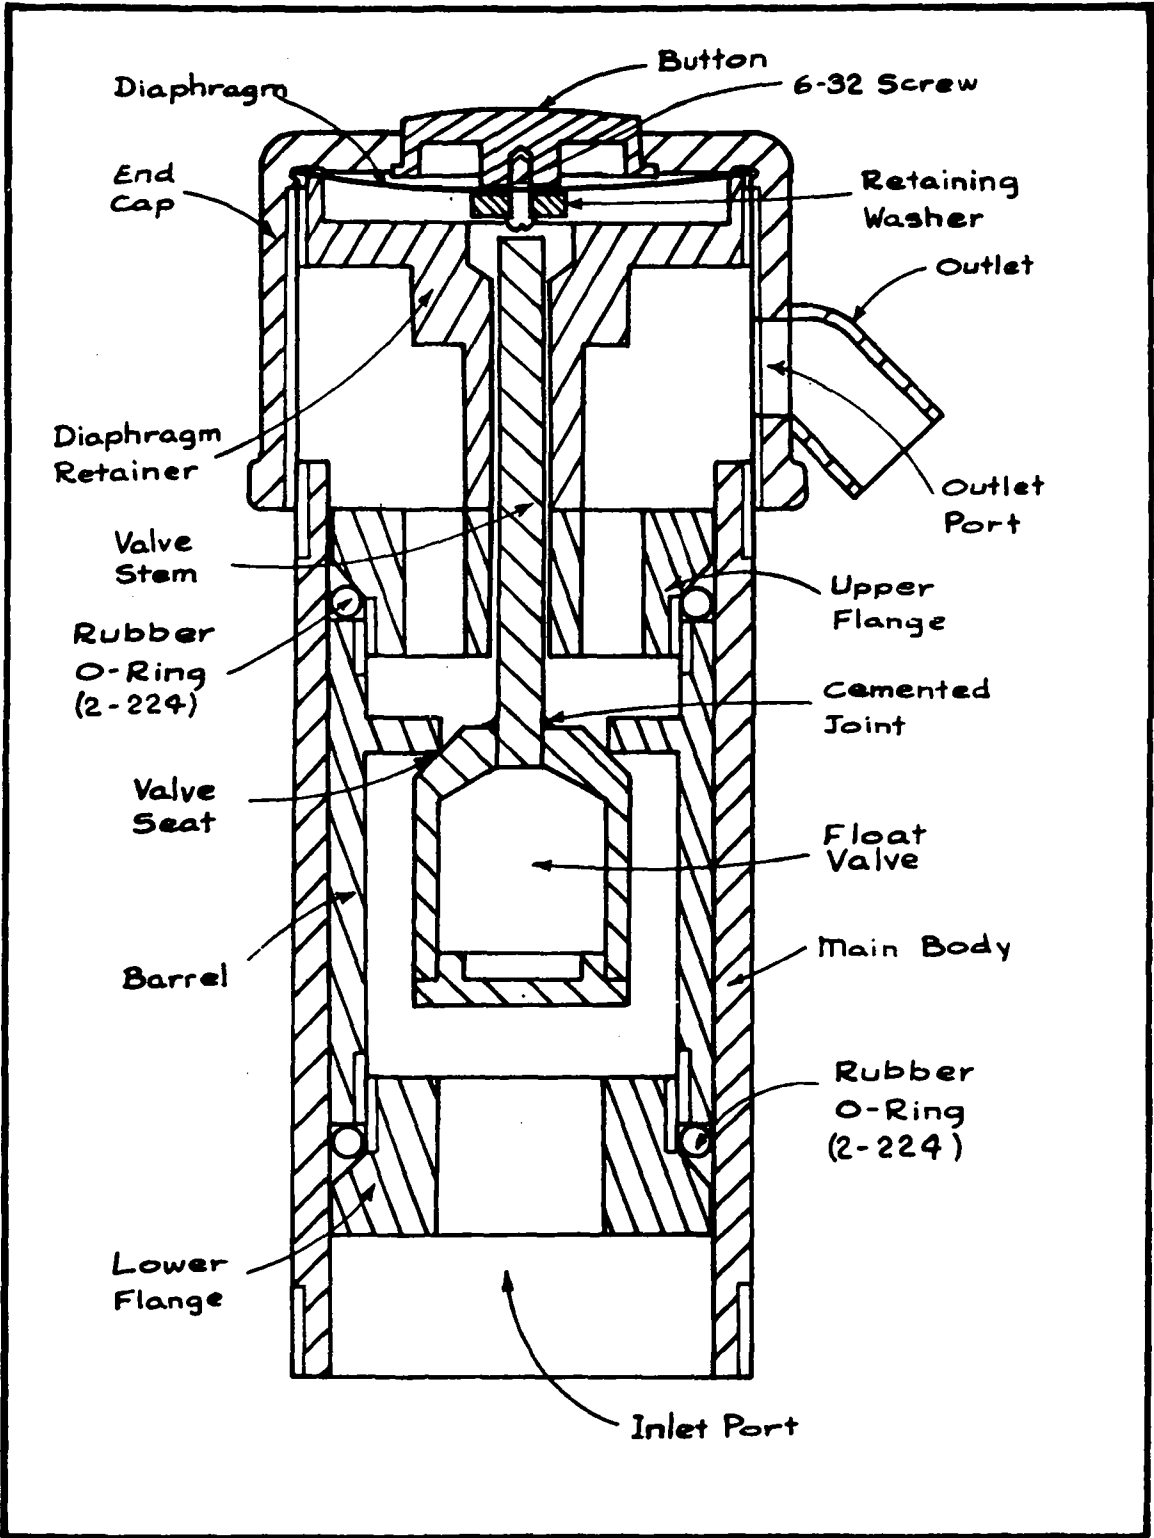 Button
6-32 Screw
Diaphragm
End
Cap
Retaining
Washer
Outlet
Diaphragm
Retainer
Outlet
Port
Valve
Stem
Upper
Flange
Rubber
O-Ring
(2-224)
Cemented
Joint
Valve
Seat
Float
Valve
Main Body
Barrel
Rubber
O-Ring
(2-224)
Lower
Flange
Inlet Port